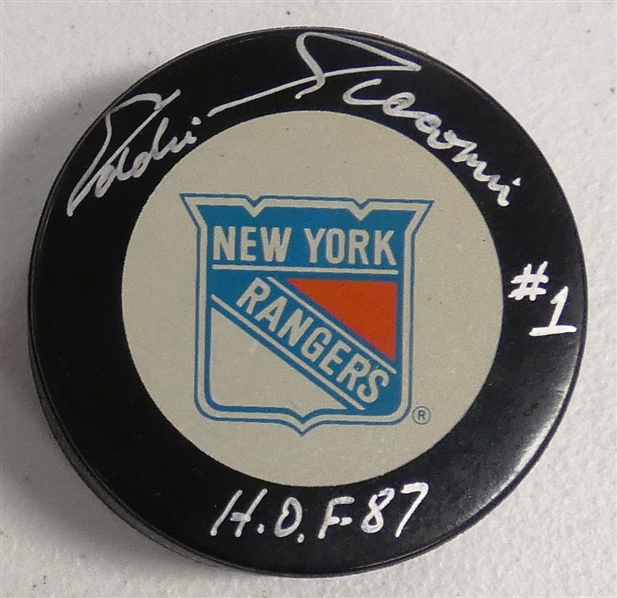 Eddie Giacomin
#1
H.O.F-87
NEW YORK
RANGERS
®